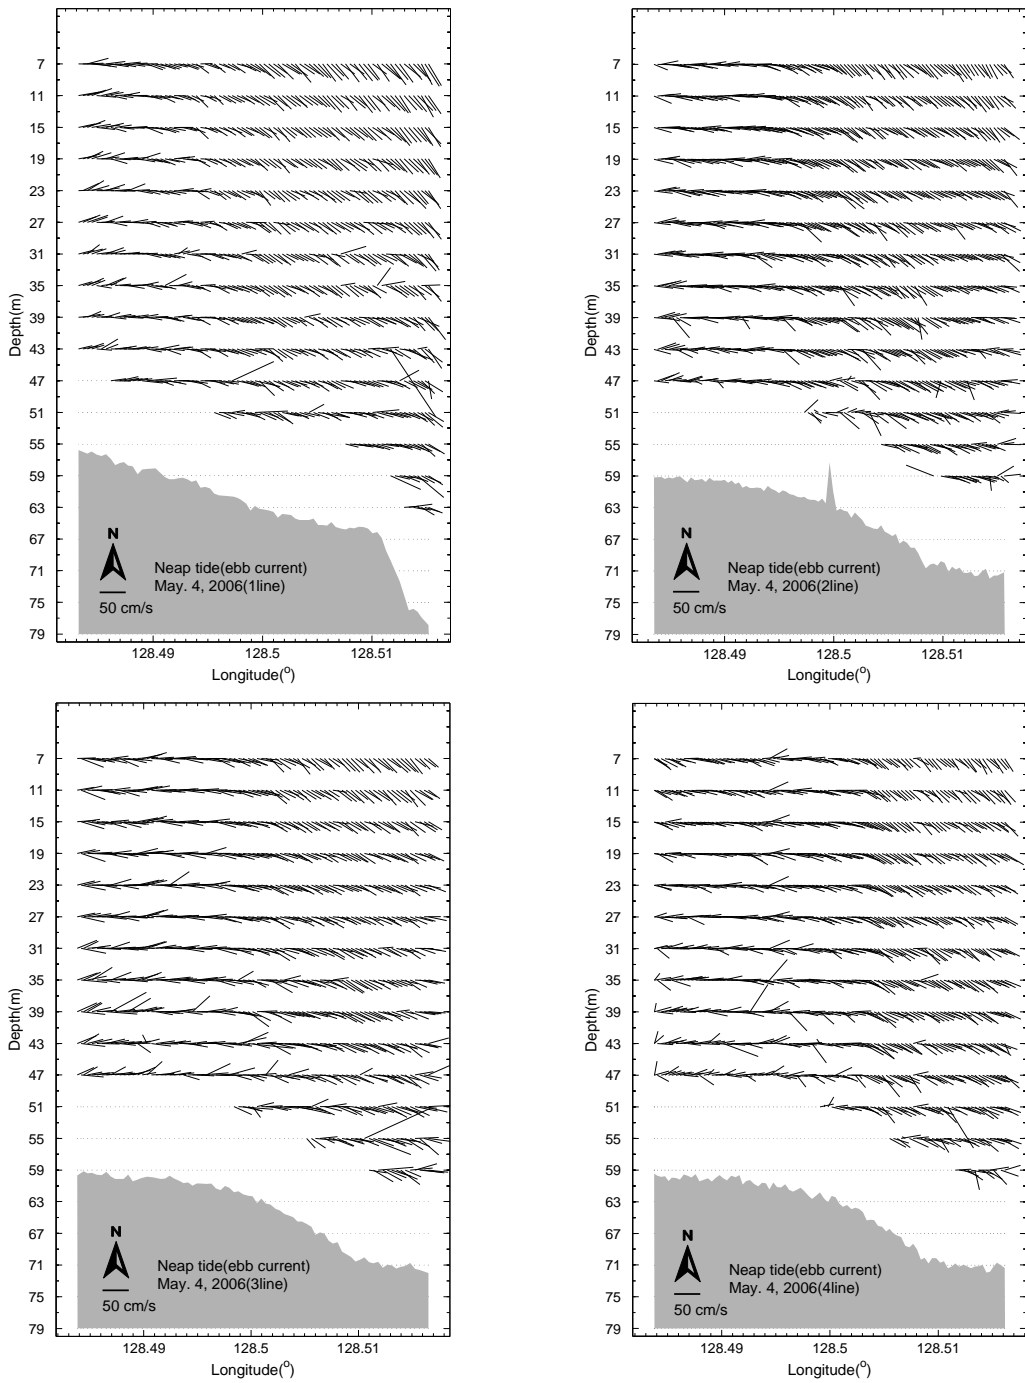 7
11
15
19
23
27
31
35
39
43
47
51
55
59
63
67
71
75
79
Depth(m)
N
Neap tide(ebb current)
May. 4, 2006(1line)
50 cm/s
128.49 128.5 128.51
Longitude(o)
7
11
15
19
23
27
31
35
39
43
47
51
55
59
63
67
71
75
79
Depth(m)
N
Neap tide(ebb current)
May. 4, 2006(2line)
50 cm/s
128.49 128.5 128.51
Longitude(o)
7
11
15
19
23
27
31
35
39
43
47
51
55
59
63
67
71
75
79
Depth(m)
N
Neap tide(ebb current)
May. 4, 2006(3line)
50 cm/s
128.49 128.5 128.51
Longitude(o)
7
11
15
19
23
27
31
35
39
43
47
51
55
59
63
67
71
75
79
Depth(m)
N
Neap tide(ebb current)
May. 4, 2006(4line)
50 cm/s
128.49 128.5 128.51
Longitude(o)